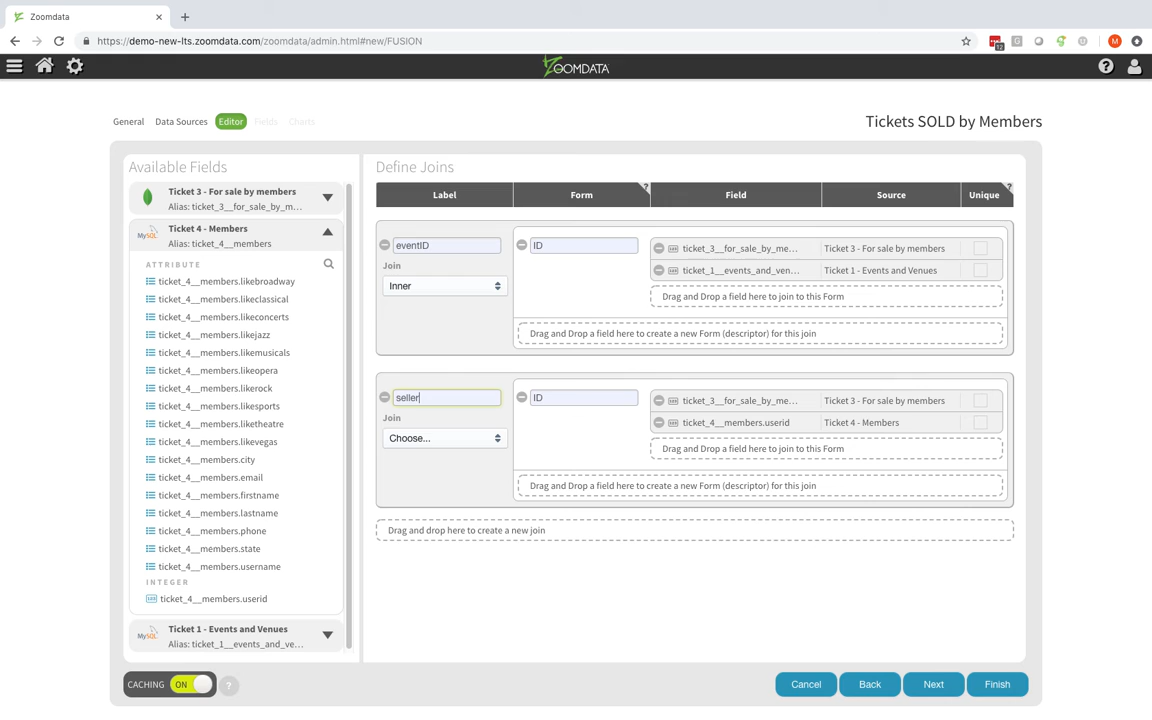 Zoomdata
https://demo-new-lts.zoomdata.com/zoomdata/admin.html#new/FUSION
12
M
ZOOMDATA
General Data Sources Editor Fields Charts
Tickets SOLD by Members
Available Fields
Ticket 3 - For sale by members
Alias: ticket_3__for_sale_by_m...
MySQL
Ticket 4 - Members
Alias: ticket_4__members
ATTRIBUTE
ticket_4__members.likebroadway
ticket_4__members.likeclassical
ticket_4__members.likeconcerts
ticket_4__members.likejazz
ticket_4__members.likemusicals
ticket_4__members.likeopera
ticket_4__members.likerock
ticket_4__members.likesports
ticket_4__members.liketheatre
ticket_4__members.likevegas
ticket_4__members.city
ticket_4__members.email
ticket_4__members.firstname
ticket_4__members.lastname
ticket_4__members.phone
ticket_4__members.state
ticket_4__members.username
INTEGER
ticket_4__members.userid
MySQL
Ticket 1 - Events and Venues
Alias: ticket_1__events_and_ve...
Define Joins
Label Form ? Field Source Unique ?
eventID ID ticket_3__for_sale_by_me... Ticket 3 - For sale by members
Join
ticket_1__events_and_ven... Ticket 1 - Events and Venues
Inner
Drag and Drop a field here to join to this Form
Drag and Drop a field here to create a new Form (descriptor) for this join
seller ID ticket_3__for_sale_by_me... Ticket 3 - For sale by members
Join
ticket_4__members.userid Ticket 4 - Members
Choose...
Drag and Drop a field here to join to this Form
Drag and Drop a field here to create a new Form (descriptor) for this join
Drag and drop here to create a new join
CACHING ON ?
Cancel Back Next Finish